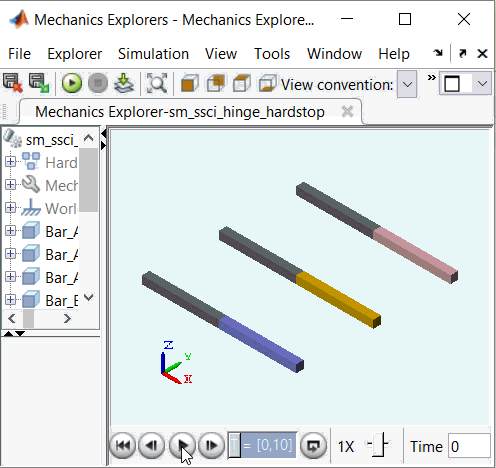 Mechanics Explorers - Mechanics Explore...
File Explorer Simulation View Tools Window Help
View convention:
Mechanics Explorer-sm_ssci_hinge_hardstop
sm_ssci_
Hard
Mech
Worl
Bar_A
Bar_A
Bar_A
Bar_E
Z
Y
X
T = [0,10]
1X
Time 0